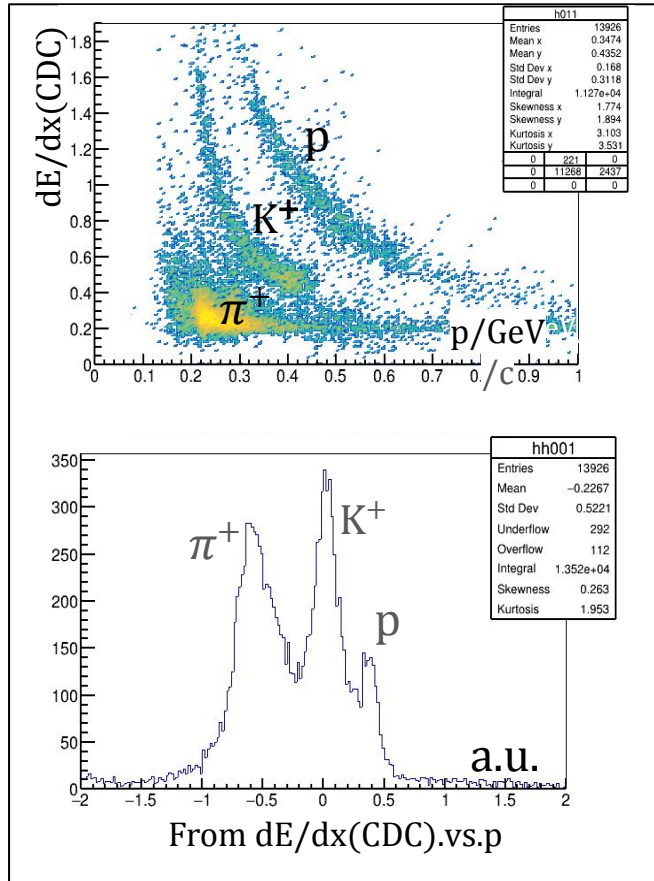 h011
Entries 13926
Mean x 0.3474
Mean y 0.4352
Std Dev x 0.168
Std Dev y 0.3118
Integral 1.127e+04
Skewness x 1.774
Skewness y 1.894
Kurtosis x 3.103
Kurtosis y 3.531
0 221 0
0 11268 2437
0 0 0
dE/dx(CDC)
1.8
1.6
1.4
1.2
1
0.8
0.6
0.4
0.2
0
p
K+
π+
p/GeV
/c
0 0.1 0.2 0.3 0.4 0.5 0.6 0.7 0.8 0.9 1
hh001
Entries 13926
Mean −0.2267
Std Dev 0.5221
Underflow 292
Overflow 112
Integral 1.352e+04
Skewness 0.263
Kurtosis 1.953
350
300
250
200
150
100
50
0
π+
K+
p
a.u.
−2 −1.5 −1 −0.5 0 0.5 1 1.5 2
From dE/dx(CDC).vs.p